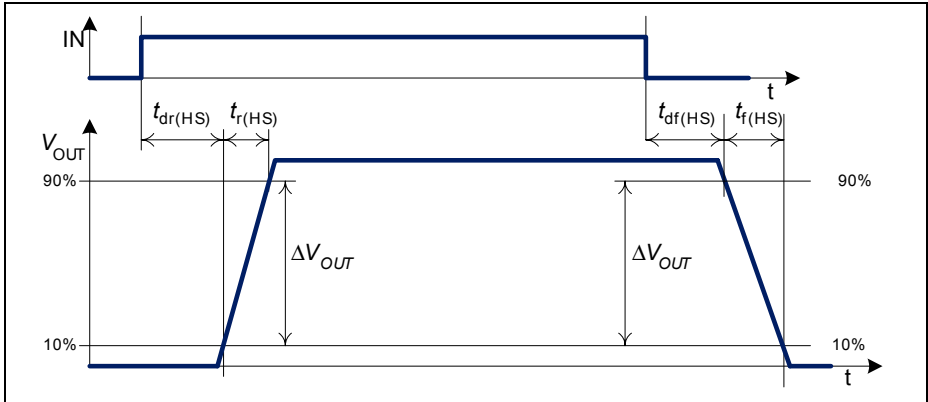 IN
t
tdr(HS) tr(HS) tdf(HS) tf(HS)
VOUT
90% 90%
ΔVOUT ΔVOUT
10% 10%
t